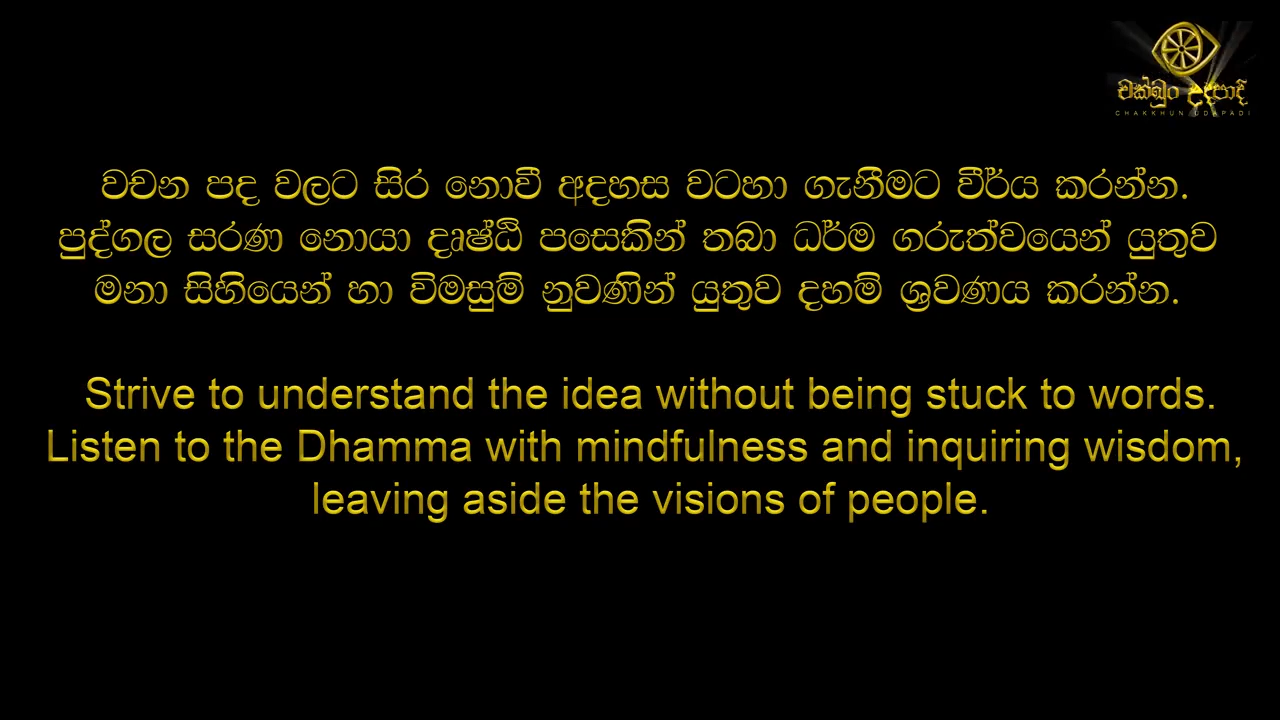 චක්ඛුං උදපාදි
CHAKKHUN UDAPADI
වචන පද වලට සිර නොවී අදහස වටහා ගැනීමට වීර්ය කරන්න.
පුද්ගල සරණ නොයා දෘෂ්ඨි පසෙකින් තබා ධර්ම ගරුත්වයෙන් යුතුව
මනා සිහියෙන් හා විමසුම් නුවණින් යුතුව දහම් ශ්‍රවණය කරන්න.
Strive to understand the idea without being stuck to words.
Listen to the Dhamma with mindfulness and inquiring wisdom,
leaving aside the visions of people.